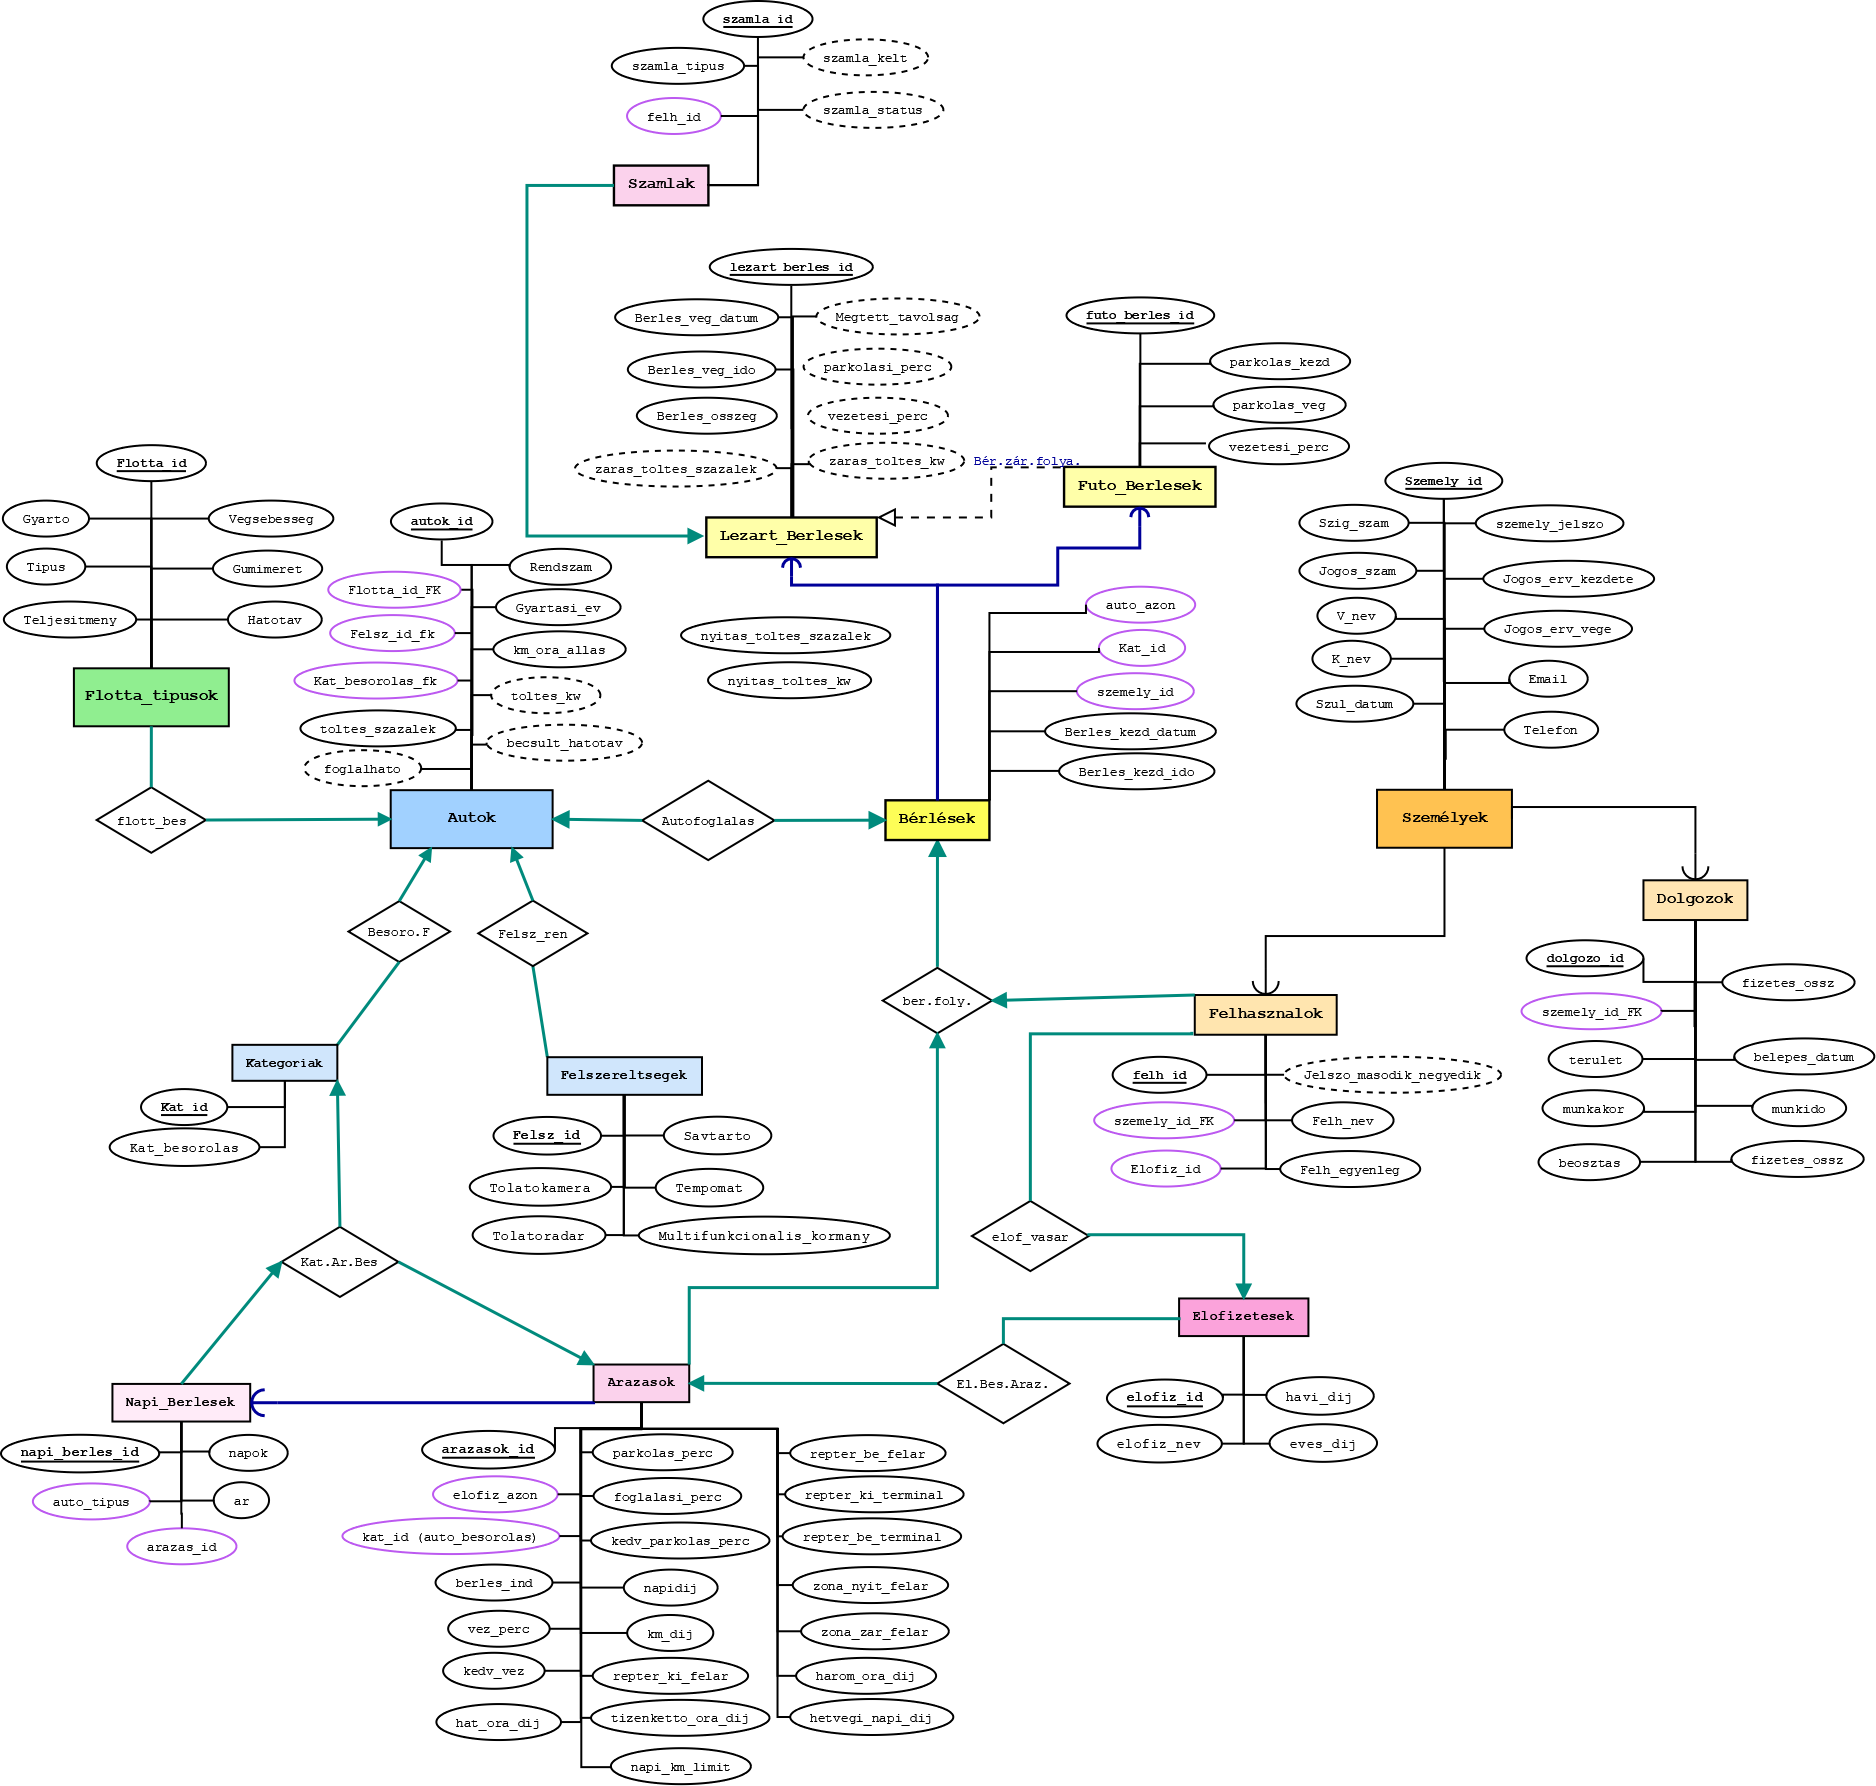 szamla_id
szamla_tipus
szamla_kelt
felh_id
szamla_status
Szamlak
lezart_berles_id
Berles_veg_datum
Megtett_tavolsag
Berles_veg_ido
parkolasi_perc
Berles_osszeg
vezetesi_perc
zaras_toltes_szazalek
zaras_toltes_kw
Bér.zár.folya.
Lezart_Berlesek
futo_berles_id
parkolas_kezd
parkolas_veg
vezetesi_perc
Futo_Berlesek
Flotta_id
Gyarto
Vegsebesseg
Tipus
Gumimeret
Teljesitmeny
Hatotav
Flotta_tipusok
flott_bes
autok_id
Rendszam
Flotta_id_FK
Gyartasi_ev
Felsz_id_fk
km_ora_allas
Kat_besorolas_fk
toltes_kw
toltes_szazalek
becsult_hatotav
foglalhato
Autok
nyitas_toltes_szazalek
nyitas_toltes_kw
Autofoglalas
auto_azon
Kat_id
szemely_id
Berles_kezd_datum
Berles_kezd_ido
Bérlések
Szemely_id
Szig_szam
szemely_jelszo
Jogos_szam
Jogos_erv_kezdete
V_nev
Jogos_erv_vege
K_nev
Email
Szul_datum
Telefon
Személyek
Dolgozok
dolgozo_id
fizetes_ossz
szemely_id_FK
terulet
belepes_datum
munkakor
munkido
beosztas
fizetes_ossz
Besoro.F
Felsz_ren
ber.foly.
Felhasznalok
felh_id
Jelszo_masodik_negyedik
szemely_id_FK
Felh_nev
Elofiz_id
Felh_egyenleg
Kategoriak
Kat_id
Kat_besorolas
Felszereltsegek
Felsz_id
Savtarto
Tolatokamera
Tempomat
Tolatoradar
Multifunkcionalis_kormany
elof_vasar
Kat.Ar.Bes
Elofizetesek
El.Bes.Araz.
elofiz_id
havi_dij
elofiz_nev
eves_dij
Napi_Berlesek
napi_berles_id
napok
auto_tipus
ar
arazas_id
Arazasok
arazasok_id
parkolas_perc
repter_be_felar
elofiz_azon
foglalasi_perc
repter_ki_terminal
kat_id (auto_besorolas)
kedv_parkolas_perc
repter_be_terminal
berles_ind
napidij
zona_nyit_felar
vez_perc
km_dij
zona_zar_felar
kedv_vez
repter_ki_felar
harom_ora_dij
hat_ora_dij
tizenketto_ora_dij
hetvegi_napi_dij
napi_km_limit